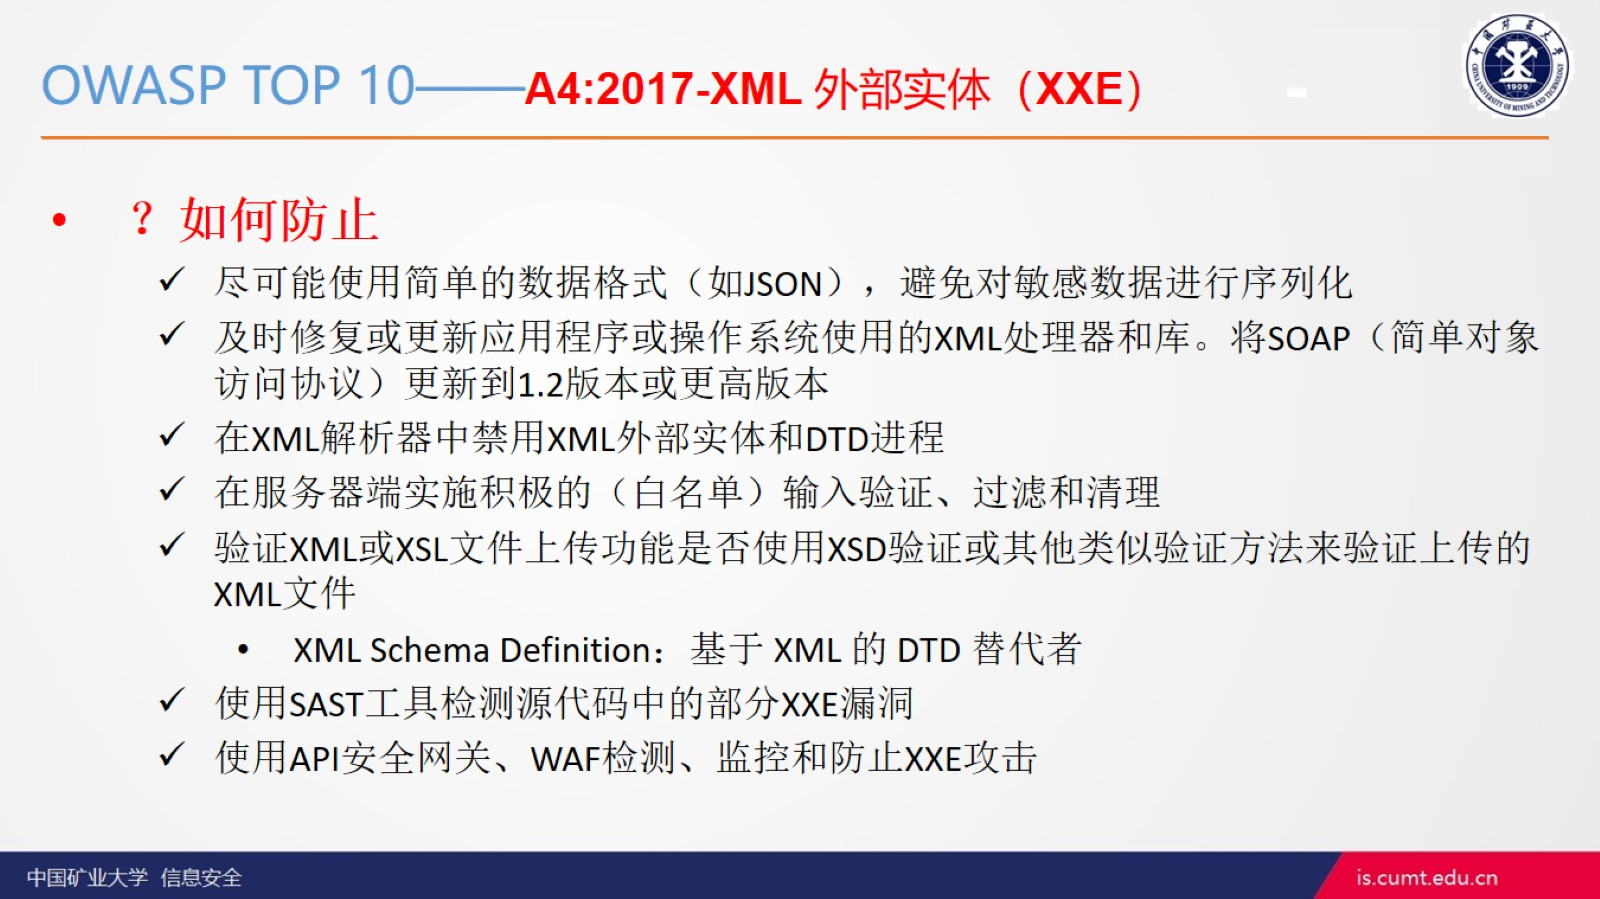 OWASP TOP 10——A4:2017-XML 外部实体（XXE）
中国矿业大学
CHINA UNIVERSITY OF MINING AND TECHNOLOGY
1909
• ？如何防止
✓ 尽可能使用简单的数据格式（如JSON），避免对敏感数据进行序列化
✓ 及时修复或更新应用程序或操作系统使用的XML处理器和库。将SOAP（简单对象
访问协议）更新到1.2版本或更高版本
✓ 在XML解析器中禁用XML外部实体和DTD进程
✓ 在服务器端实施积极的（白名单）输入验证、过滤和清理
✓ 验证XML或XSL文件上传功能是否使用XSD验证或其他类似验证方法来验证上传的
XML文件
• XML Schema Definition：基于 XML 的 DTD 替代者
✓ 使用SAST工具检测源代码中的部分XXE漏洞
✓ 使用API安全网关、WAF检测、监控和防止XXE攻击
中国矿业大学 信息安全
is.cumt.edu.cn